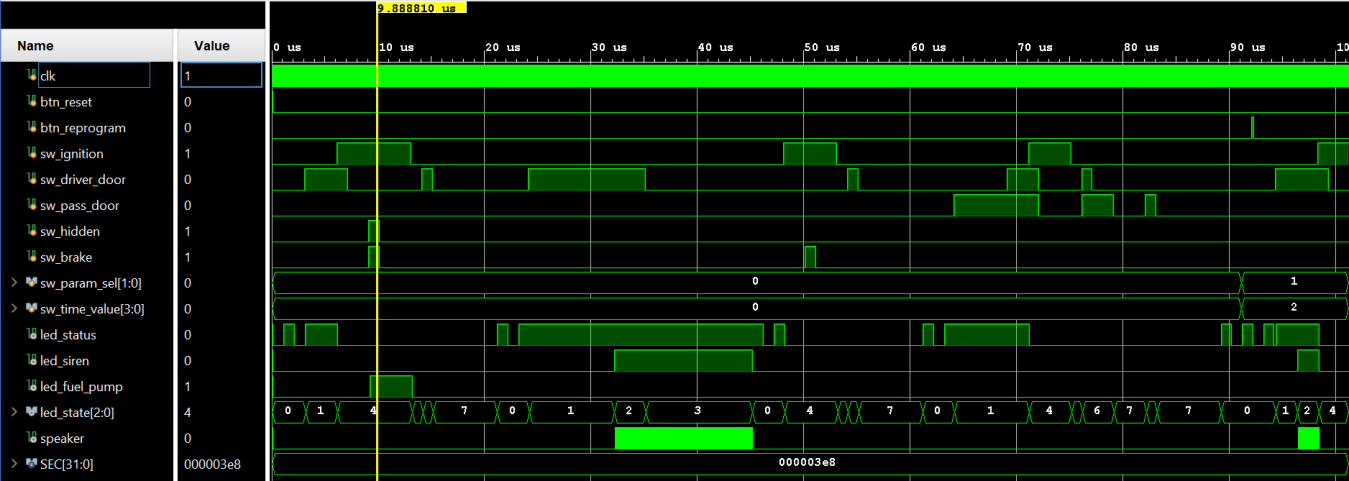 9.888810 us
Name Value
0 us 10 us 20 us 30 us 40 us 50 us 60 us 70 us 80 us 90 us 10
clk 1
btn_reset 0
btn_reprogram 0
sw_ignition 1
sw_driver_door 0
sw_pass_door 0
sw_hidden 1
sw_brake 1
sw_param_sel[1:0] 0 0 1
sw_time_value[3:0] 0 0 2
led_status 0
led_siren 0
led_fuel_pump 1
led_state[2:0] 4 0 1 4 7 0 1 2 3 0 4 7 0 1 4 6 7 7 0 1 2 4
speaker 0
SEC[31:0] 000003e8 000003e8